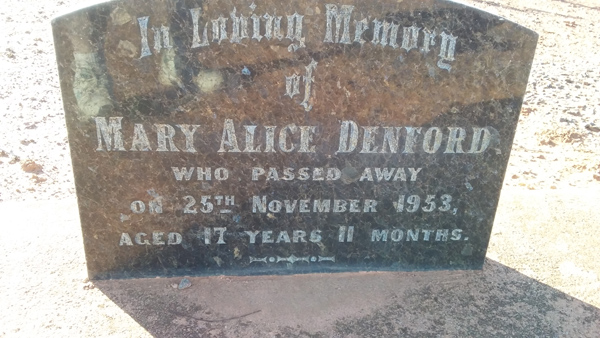 In Loving Memory
of
MARY ALICE DENFORD
WHO PASSED AWAY
ON 25TH NOVEMBER 1953,
AGED 17 YEARS 11 MONTHS.